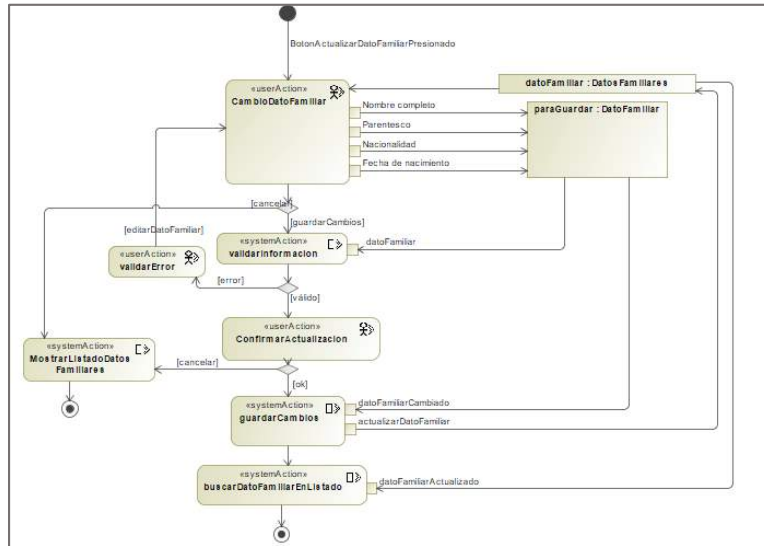 BotonActualizarDatoFamiliarPresionado
«userAction»
CambioDatoFamiliar
datoFamiliar : DatosFamiliares
Nombre completo
Parentesco
Nacionalidad
Fecha de nacimiento
paraGuardar : DatoFamiliar
[cancelar]
[guardarCambios]
[editarDatoFamiliar]
«systemAction»
validarInformacion
datoFamiliar
«userAction»
validarError
[error]
[válido]
«userAction»
ConfirmarActualizacion
«systemAction»
MostrarListadoDatos
Familiares
[cancelar]
[ok]
«systemAction»
guardarCambios
datoFamiliarCambiado
actualizarDatoFamiliar
«systemAction»
buscarDatoFamiliarEnListado
datoFamiliarActualizado